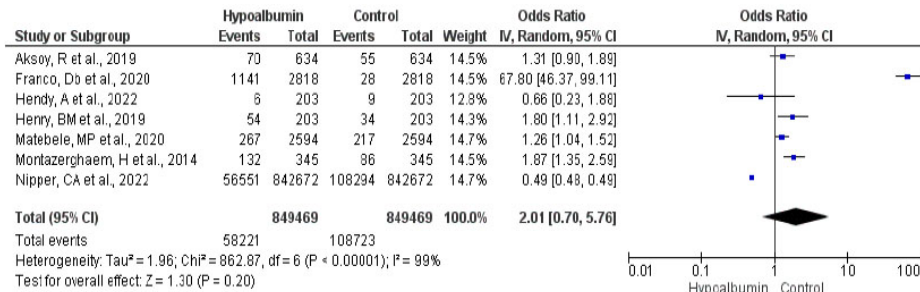 Hypoalbumin Control Odds Ratio Odds Ratio
Study or Subgroup Events Total Events Total Weight IV, Random, 95% CI IV, Random, 95% CI
Aksoy, R et al., 2019 70 634 55 634 14.5% 1.31 [0.90, 1.89]
Franco, Db et al., 2020 1141 2818 28 2818 14.5% 67.80 [46.37, 99.11]
Hendy, A et al., 2022 6 203 9 203 12.8% 0.66 [0.23, 1.88]
Henry, BM et al., 2019 54 203 34 203 14.4% 1.80 [1.11, 2.92]
Matebele, MP et al., 2020 267 2594 217 2594 14.6% 1.26 [1.04, 1.52]
Montazerghaem, H et al., 2014 132 345 86 345 14.5% 1.87 [1.35, 2.59]
Nipper, CA et al., 2022 56551 842672 108294 842672 14.7% 0.49 [0.48, 0.49]
Total (95% CI) 849469 849469 100.0% 2.01 [0.70, 5.76]
Total events 58221 108723
Heterogeneity: Tau² = 1.96; Chi² = 862.87, df = 6 (P < 0.00001); I² = 99%
Test for overall effect: Z = 1.30 (P = 0.20)
0.01 0.1 1 10 100
Hypoalbumin Control